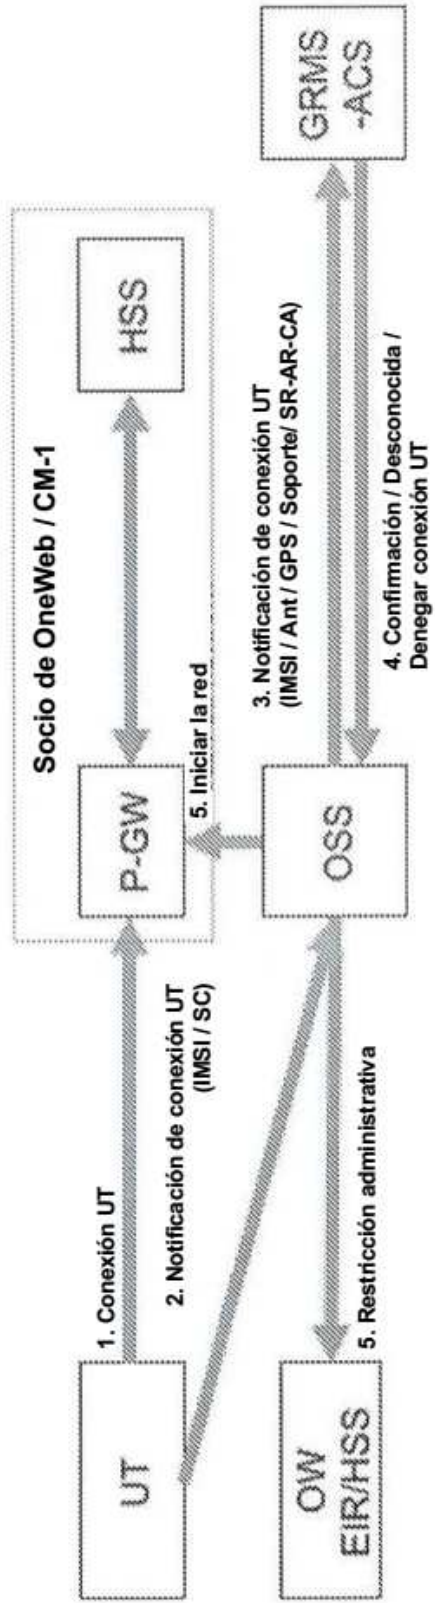 Socio de OneWeb / CM-1
UT
1. Conexión UT
P-GW
HSS
2. Notificación de conexión UT
(IMSI / SC)
5. Iniciar la red
3. Notificación de conexión UT
(IMSI / Ant / GPS / Soporte/ SR-AR-CA)
OW
EIR/HSS
5. Restricción administrativa
OSS
4. Confirmación / Desconocida /
Denegar conexión UT
GRMS
-ACS